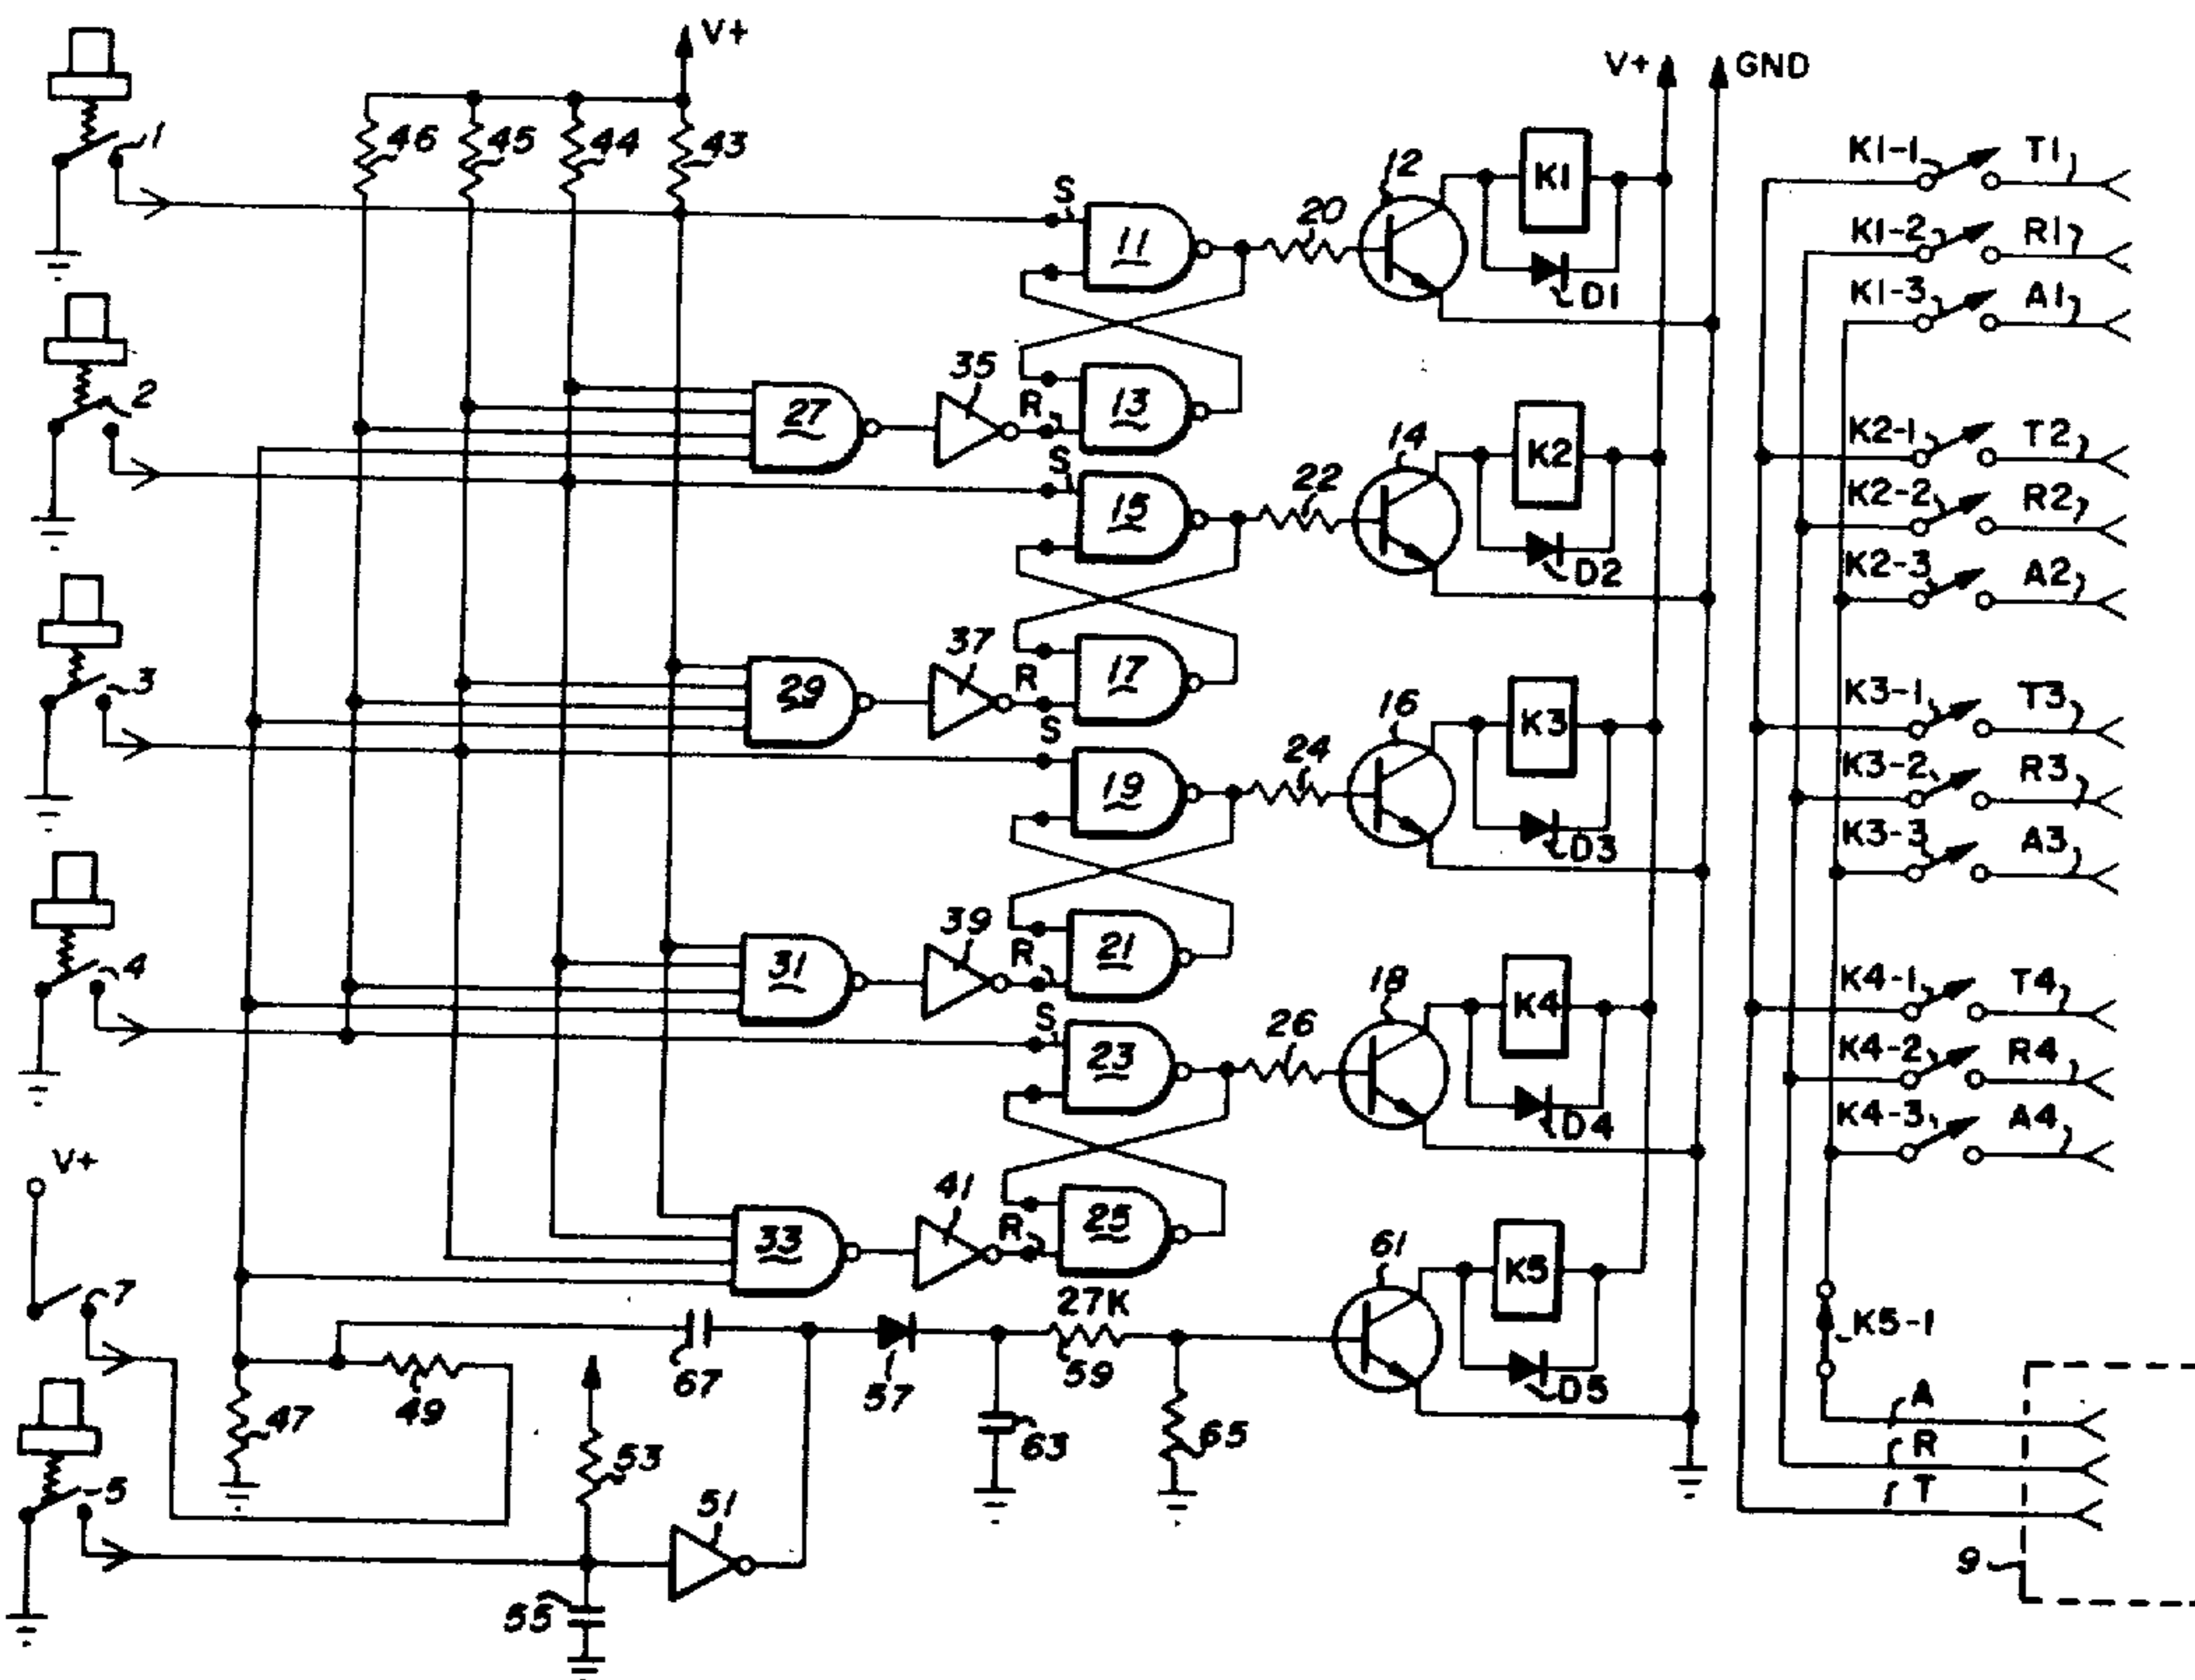 V+
V+
GND
1
46
45
44
43
S
11
20
12
K1
D1
K1-1
T1
K1-2
R1
K1-3
A1
2
27
35
R
13
S
15
22
14
K2
D2
K2-1
T2
K2-2
R2
K2-3
A2
3
29
37
R
17
S
19
24
16
K3
D3
K3-1
T3
K3-2
R3
K3-3
A3
4
31
39
R
21
S
23
26
18
K4
D4
K4-1
T4
K4-2
R4
K4-3
A4
V+
7
33
41
R
25
27K
59
61
K5
D5
K5-1
67
57
47
49
63
65
A
R
T
5
53
51
55
9